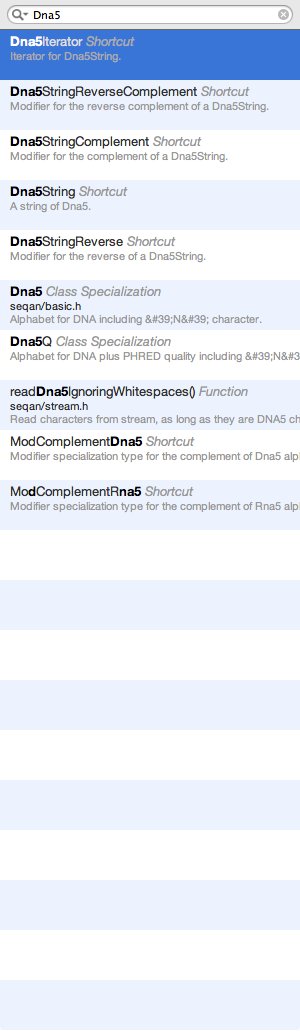 Dna5
Dna5Iterator Shortcut
Iterator for Dna5String.
Dna5StringReverseComplement Shortcut
Modifier for the reverse complement of a Dna5String.
Dna5StringComplement Shortcut
Modifier for the complement of a Dna5String.
Dna5String Shortcut
A string of Dna5.
Dna5StringReverse Shortcut
Modifier for the reverse of a Dna5String.
Dna5 Class Specialization
seqan/basic.h
Alphabet for DNA including &#39;N&#39; character.
Dna5Q Class Specialization
Alphabet for DNA plus PHRED quality including &#39;N&#3
readDna5IgnoringWhitespaces() Function
seqan/stream.h
Read characters from stream, as long as they are DNA5 ch
ModComplementDna5 Shortcut
Modifier specialization type for the complement of Dna5 alp
ModComplementRna5 Shortcut
Modifier specialization type for the complement of Rna5 alp